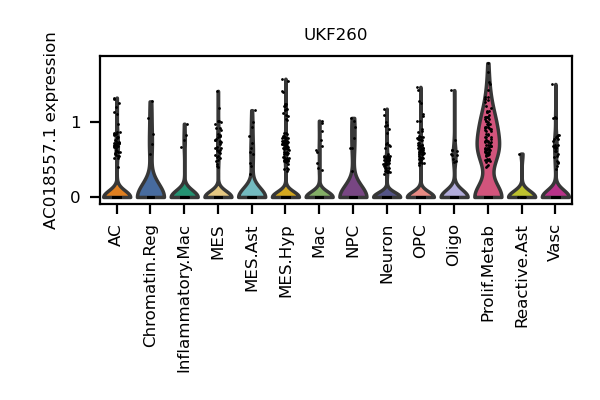 UKF260
AC018557.1 expression
1
0
AC
Chromatin.Reg
Inflammatory.Mac
MES
MES.Ast
MES.Hyp
Mac
NPC
Neuron
OPC
Oligo
Prolif.Metab
Reactive.Ast
Vasc